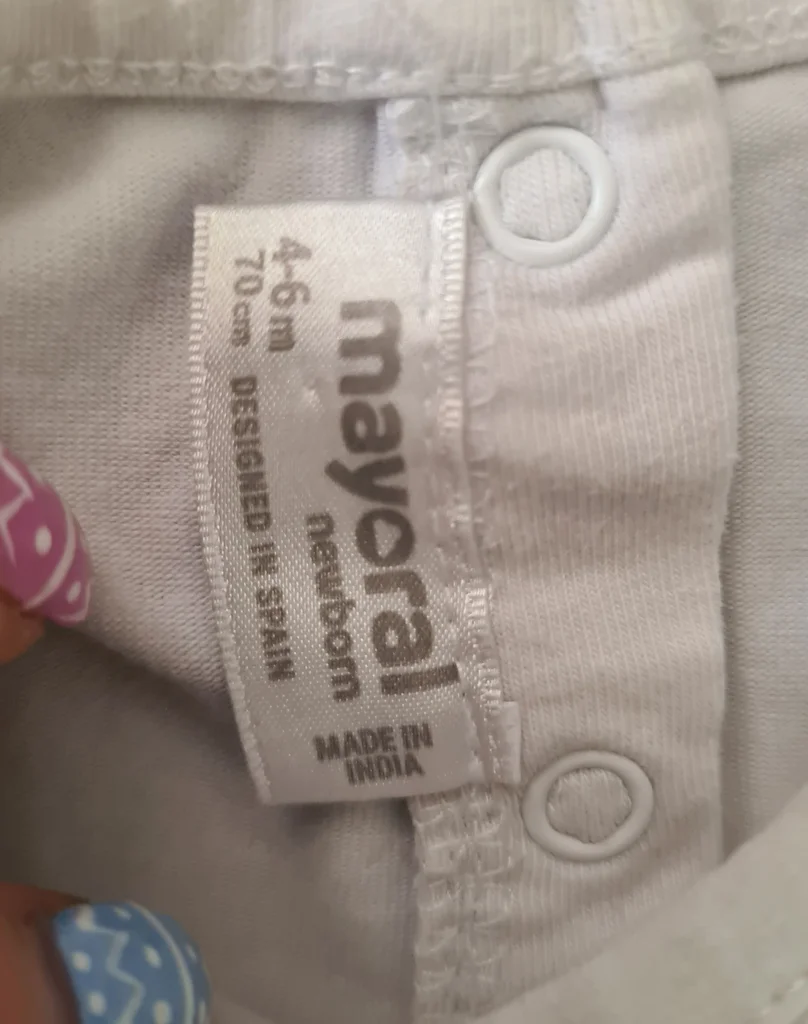 mayoral
newborn
4-6 m
70 cm DESIGNED IN SPAIN
MADE IN
INDIA